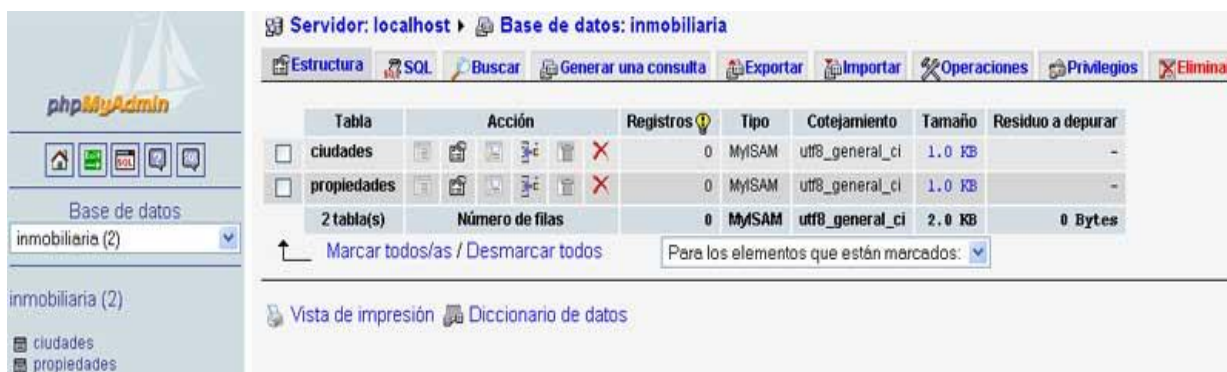 phpMyAdmin
SQL
Base de datos
inmobiliaria (2)
inmobiliaria (2)
ciudades
propiedades
Servidor: localhost ▸ Base de datos: inmobiliaria
Estructura SQL Buscar Generar una consulta Exportar Importar Operaciones Privilegios Elimina
Tabla Acción Registros Tipo Cotejamiento Tamaño Residuo a depurar
ciudades 0 MyISAM utf8_general_ci 1.0 KB -
propiedades 0 MyISAM utf8_general_ci 1.0 KB -
2 tabla(s) Número de filas 0 MyISAM utf8_general_ci 2.0 KB 0 Bytes
Marcar todos/as / Desmarcar todos Para los elementos que están marcados:
Vista de impresión Diccionario de datos